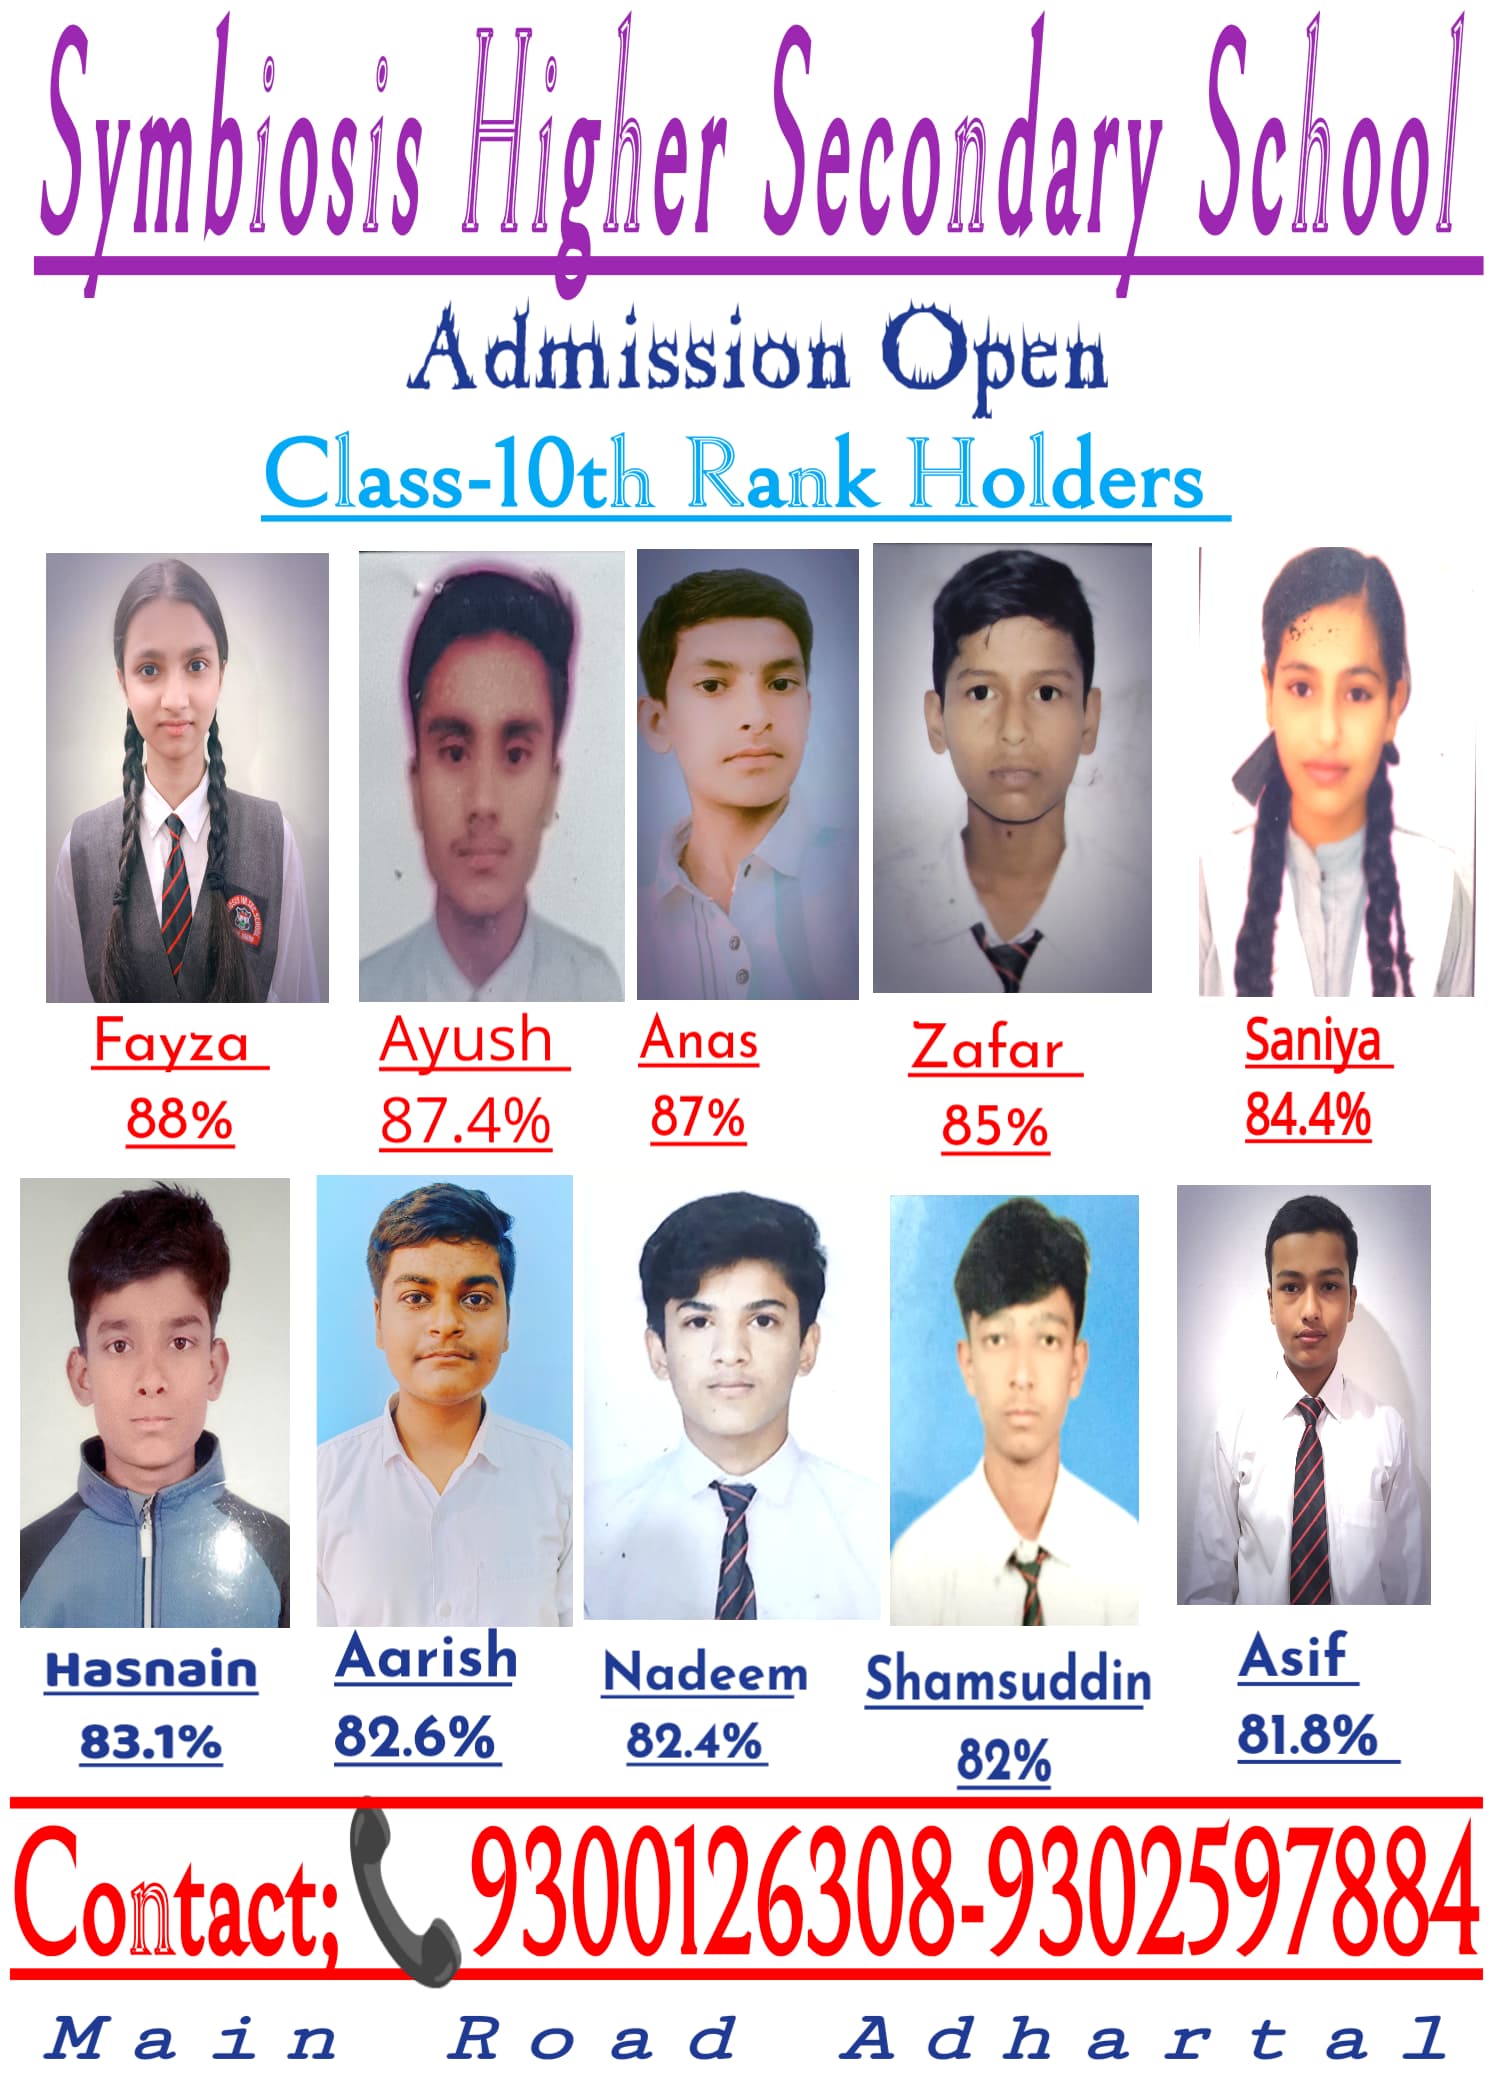 Symbiosis Higher Secondary School
Admission Open
Class-10th Rank Holders
Fayza Ayush Anas Zafar Saniya
88% 87.4% 87% 85% 84.4%
Hasnain Aarish Nadeem Shamsuddin Asif
83.1% 82.6% 82.4% 82% 81.8%
Contact; 9300126308-9302597884
Main Road Adhartal